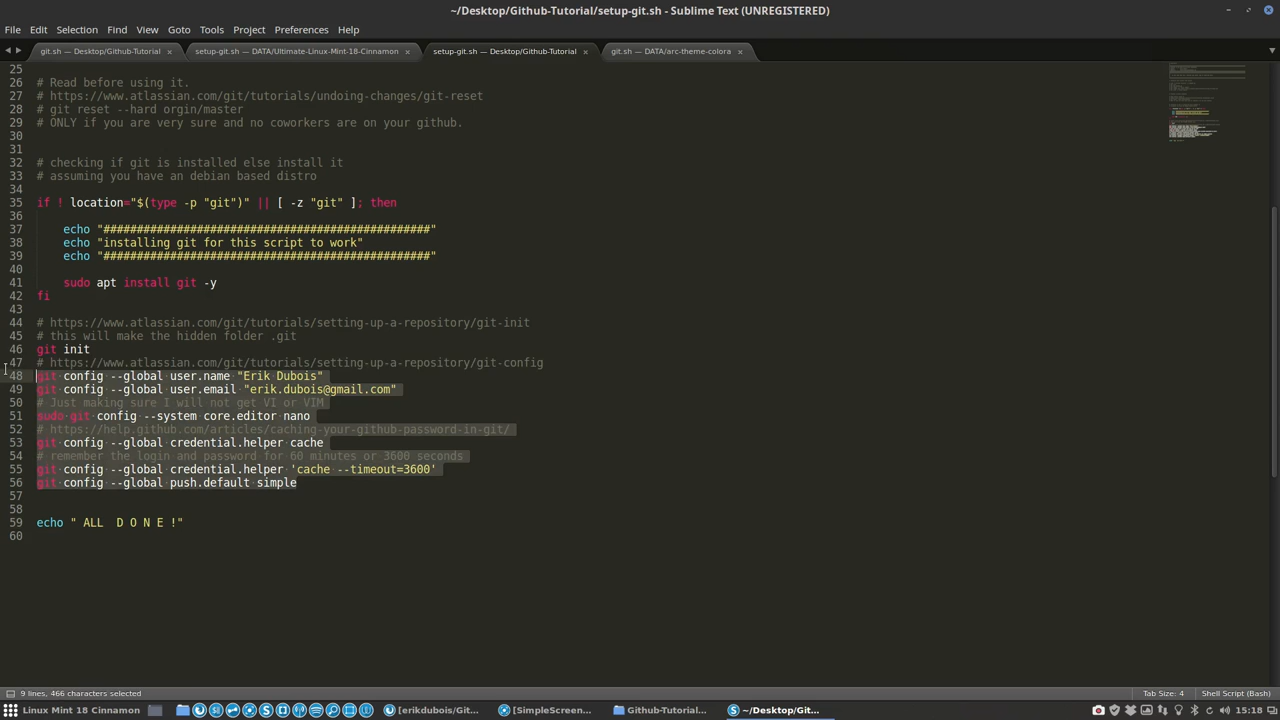 ~/Desktop/Github-Tutorial/setup-git.sh - Sublime Text (UNREGISTERED)
File Edit Selection Find View Goto Tools Project Preferences Help
git.sh — Desktop/Github-Tutorial × setup-git.sh — DATA/Ultimate-Linux-Mint-18-Cinnamon × setup-git.sh — Desktop/Github-Tutorial × git.sh — DATA/arc-theme-colora ×
25
26 # Read before using it.
27 # https://www.atlassian.com/git/tutorials/undoing-changes/git-reset
28 # git reset --hard orgin/master
29 # ONLY if you are very sure and no coworkers are on your github.
30
31
32 # checking if git is installed else install it
33 # assuming you have an debian based distro
34
35 if ! location="$(type -p "git")" || [ -z "git" ]; then
36
37 echo "#################################################"
38 echo "installing git for this script to work"
39 echo "#################################################"
40
41 sudo apt install git -y
42 fi
43
44 # https://www.atlassian.com/git/tutorials/setting-up-a-repository/git-init
45 # this will make the hidden folder .git
46 git init
47 # https://www.atlassian.com/git/tutorials/setting-up-a-repository/git-config
48 git config --global user.name "Erik Dubois"
49 git config --global user.email "erik.dubois@gmail.com"
50 # Just making sure I will not get VI or VIM
51 sudo git config --system core.editor nano
52 # https://help.github.com/articles/caching-your-github-password-in-git/
53 git config --global credential.helper cache
54 # remember the login and password for 60 minutes or 3600 seconds
55 git config --global credential.helper 'cache --timeout=3600'
56 git config --global push.default simple
57
58
59 echo " ALL D O N E !"
60
9 lines, 466 characters selected Tab Size: 4 Shell Script (Bash)
Linux Mint 18 Cinnamon [erikdubois/Git... [SimpleScreen... Github-Tutorial... ~/Desktop/Git... 15:18